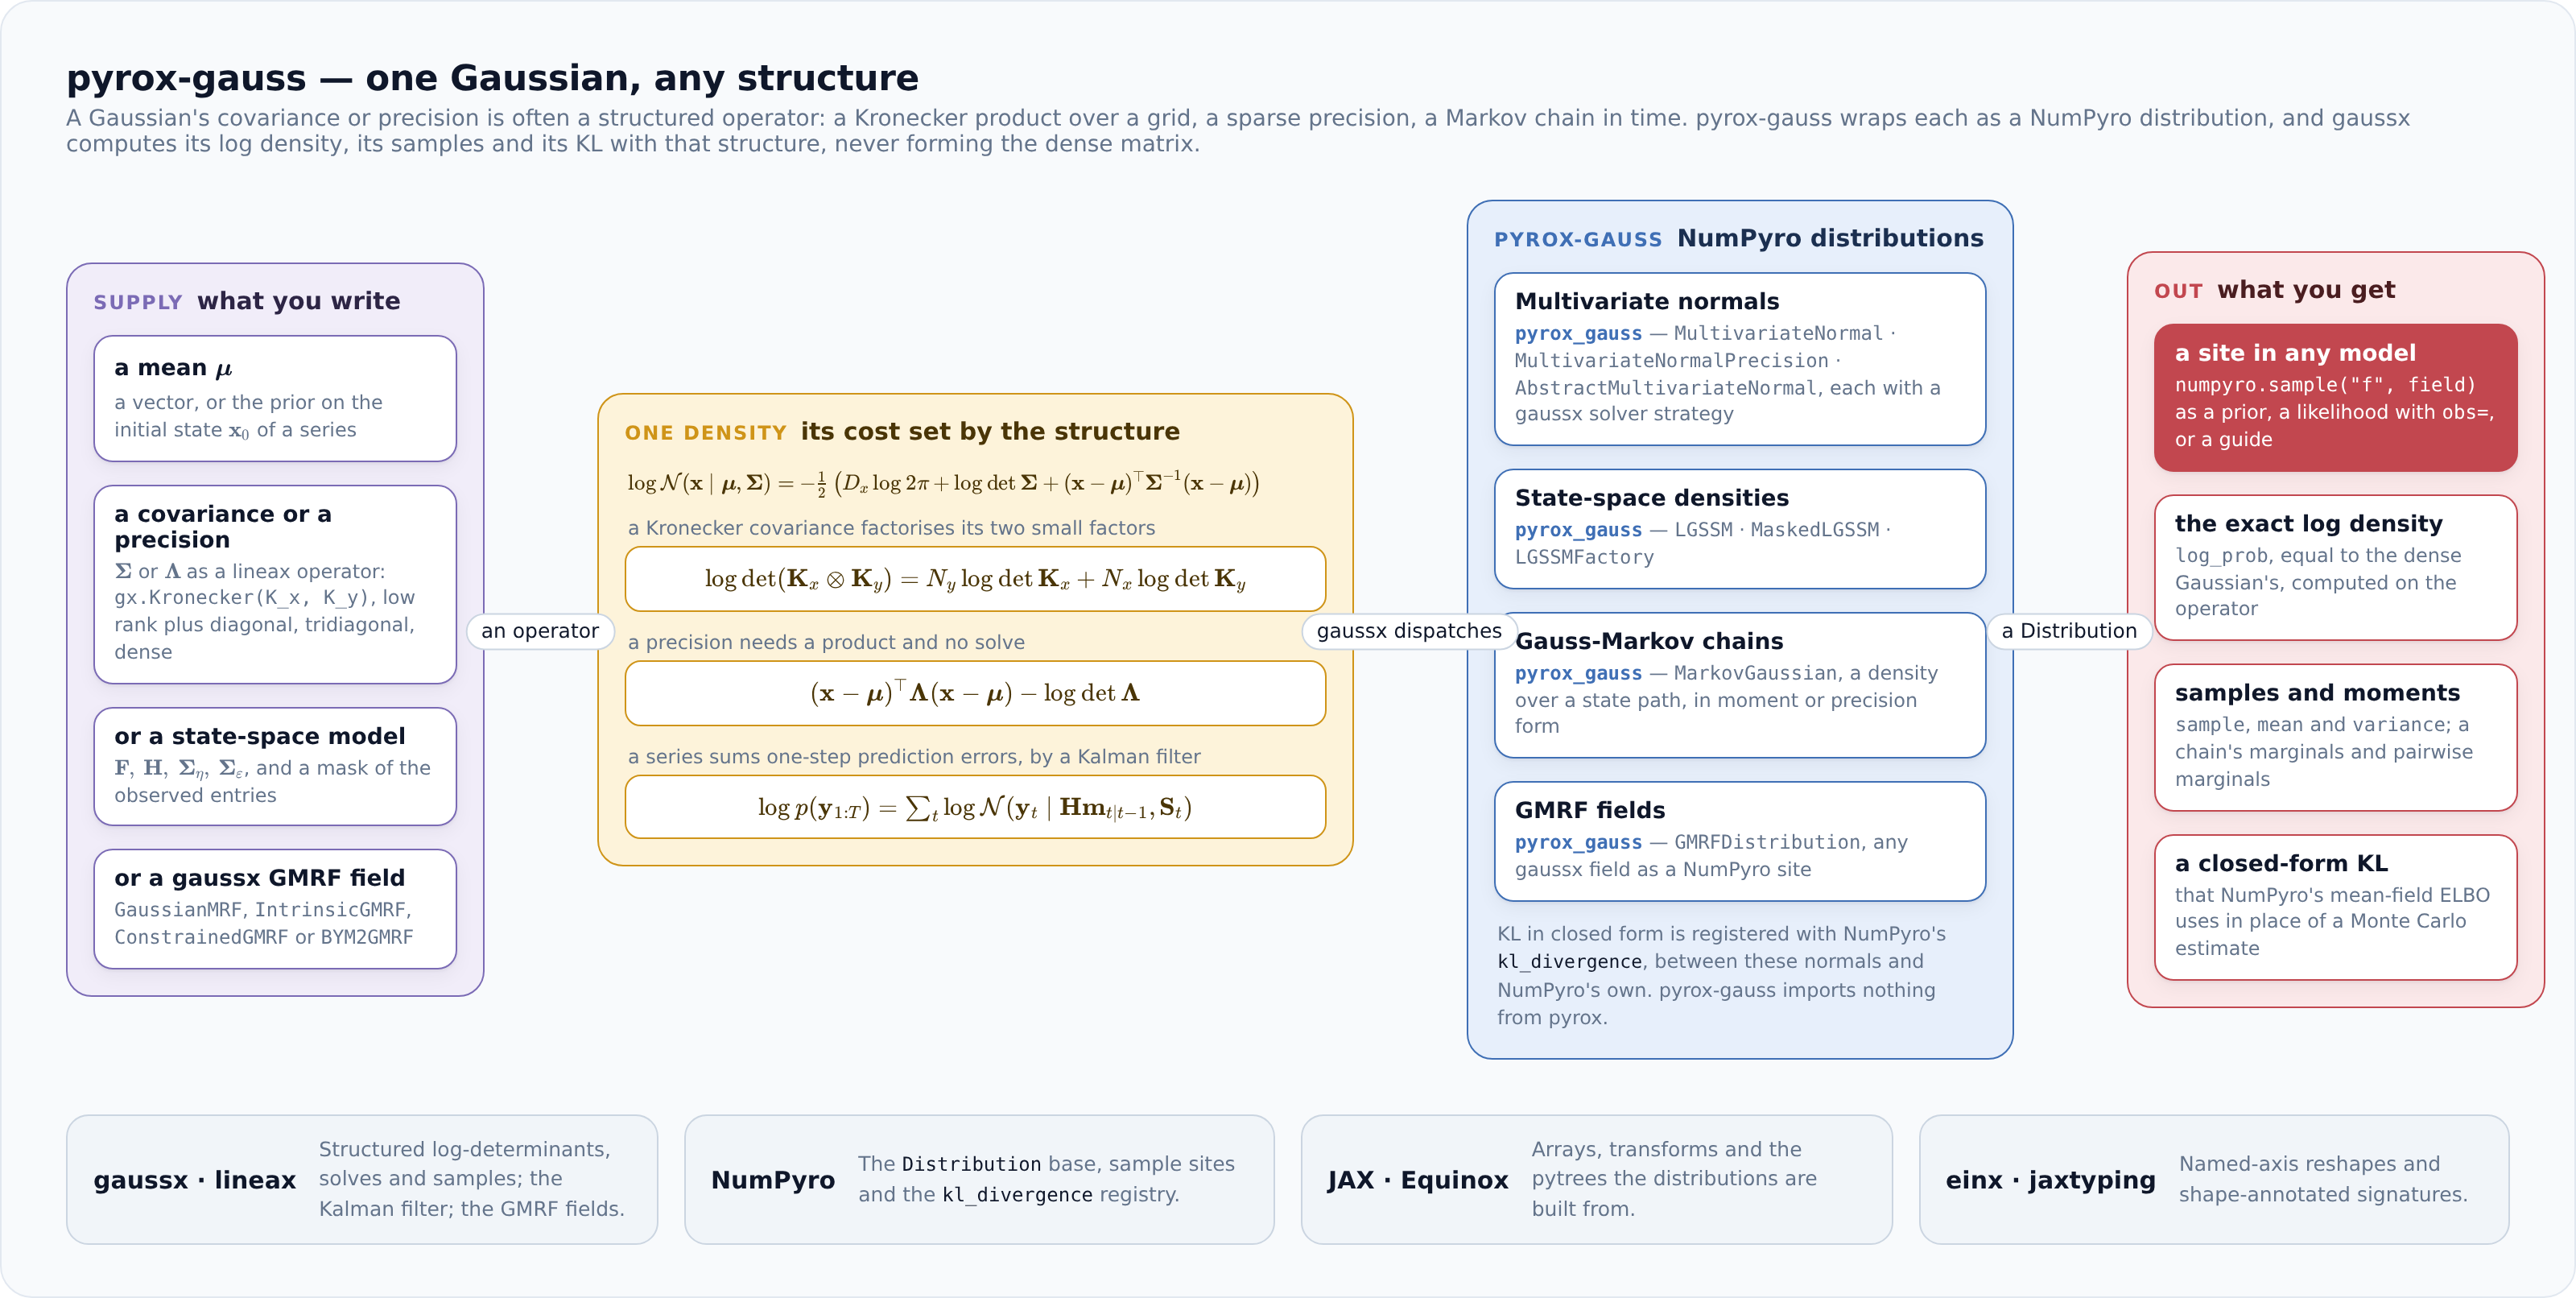 pyrox-gauss — one Gaussian, any structure
A Gaussian's covariance or precision is often a structured operator: a Kronecker product over a grid, a sparse precision, a Markov chain in time. pyrox-gauss wraps each as a NumPyro distribution, and gaussx
computes its log density, its samples and its KL with that structure, never forming the dense matrix.
SUPPLY what you write
a mean μ
a vector, or the prior on the
initial state x₀ of a series
a covariance or a
precision
Σ or Λ as a lineax operator:
gx.Kronecker(K_x, K_y), low
rank plus diagonal, tridiagonal,
dense
or a state-space model
F, H, Σ_η, Σ_ε, and a mask of the
observed entries
or a gaussx GMRF field
GaussianMRF, IntrinsicGMRF,
ConstrainedGMRF or BYM2GMRF
an operator
ONE DENSITY its cost set by the structure
log 𝒩(x | μ, Σ) = −½ (D_x log 2π + log det Σ + (x − μ)^⊤ Σ^{−1}(x − μ))
a Kronecker covariance factorises its two small factors
log det(K_x ⊗ K_y) = N_y log det K_x + N_x log det K_y
a precision needs a product and no solve
(x − μ)^⊤ Λ(x − μ) − log det Λ
a series sums one-step prediction errors, by a Kalman filter
log p(y_{1:T}) = ∑_t log 𝒩(y_t | Hm_{t|t−1}, S_t)
gaussx dispatches
PYROX-GAUSS NumPyro distributions
Multivariate normals
pyrox_gauss — MultivariateNormal ·
MultivariateNormalPrecision ·
AbstractMultivariateNormal, each with a
gaussx solver strategy
State-space densities
pyrox_gauss — LGSSM · MaskedLGSSM ·
LGSSMFactory
Gauss-Markov chains
pyrox_gauss — MarkovGaussian, a density
over a state path, in moment or precision
form
GMRF fields
pyrox_gauss — GMRFDistribution, any
gaussx field as a NumPyro site
KL in closed form is registered with NumPyro's
kl_divergence, between these normals and
NumPyro's own. pyrox-gauss imports nothing
from pyrox.
a Distribution
OUT what you get
a site in any model
numpyro.sample("f", field)
as a prior, a likelihood with obs=,
or a guide
the exact log density
log_prob, equal to the dense
Gaussian's, computed on the
operator
samples and moments
sample, mean and variance; a
chain's marginals and pairwise
marginals
a closed-form KL
that NumPyro's mean-field ELBO
uses in place of a Monte Carlo
estimate
gaussx · lineax
Structured log-determinants,
solves and samples; the
Kalman filter; the GMRF fields.
NumPyro
The Distribution base, sample sites
and the kl_divergence registry.
JAX · Equinox
Arrays, transforms and the
pytrees the distributions are
built from.
einx · jaxtyping
Named-axis reshapes and
shape-annotated signatures.